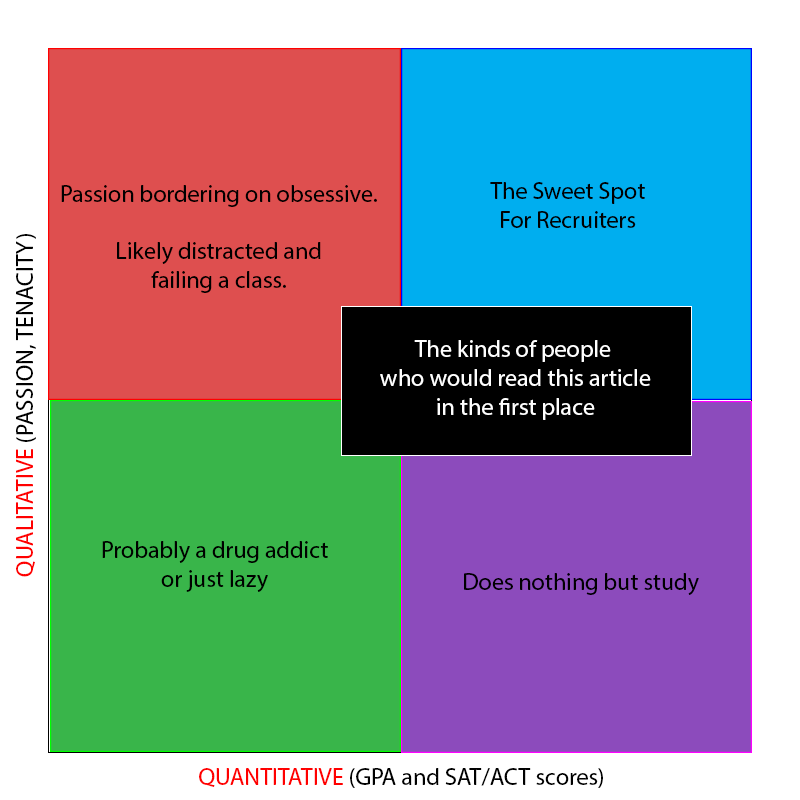 Passion bordering on obsessive.
Likely distracted and
failing a class.
The Sweet Spot
For Recruiters
The kinds of people
who would read this article
in the first place
Probably a drug addict
or just lazy
Does nothing but study
QUALITATIVE (PASSION, TENACITY)
QUANTITATIVE (GPA and SAT/ACT scores)